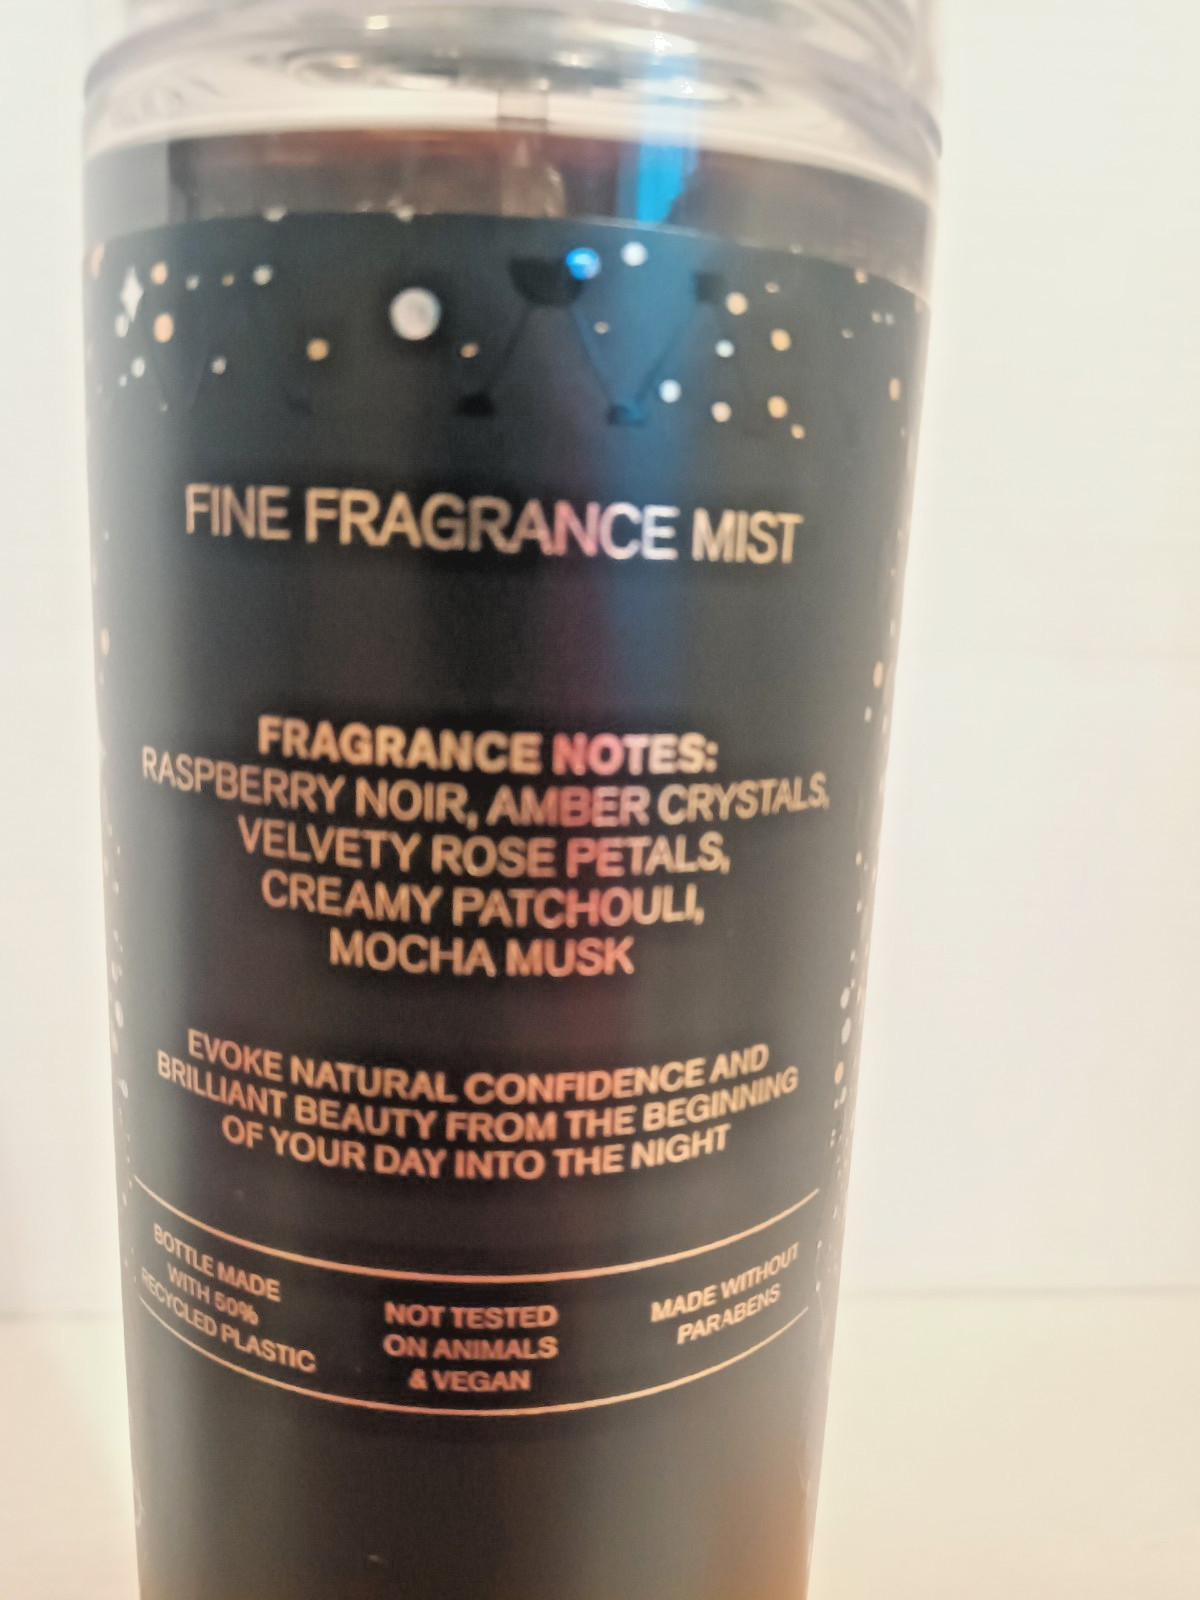 FINE FRAGRANCE MIST
FRAGRANCE NOTES:
RASPBERRY NOIR, AMBER CRYSTALS,
VELVETY ROSE PETALS,
CREAMY PATCHOULI,
MOCHA MUSK
EVOKE NATURAL CONFIDENCE AND
BRILLIANT BEAUTY FROM THE BEGINNING
OF YOUR DAY INTO THE NIGHT
BOTTLE MADE
WITH 50%
RECYCLED PLASTIC
NOT TESTED
ON ANIMALS
& VEGAN
MADE WITHOUT
PARABENS